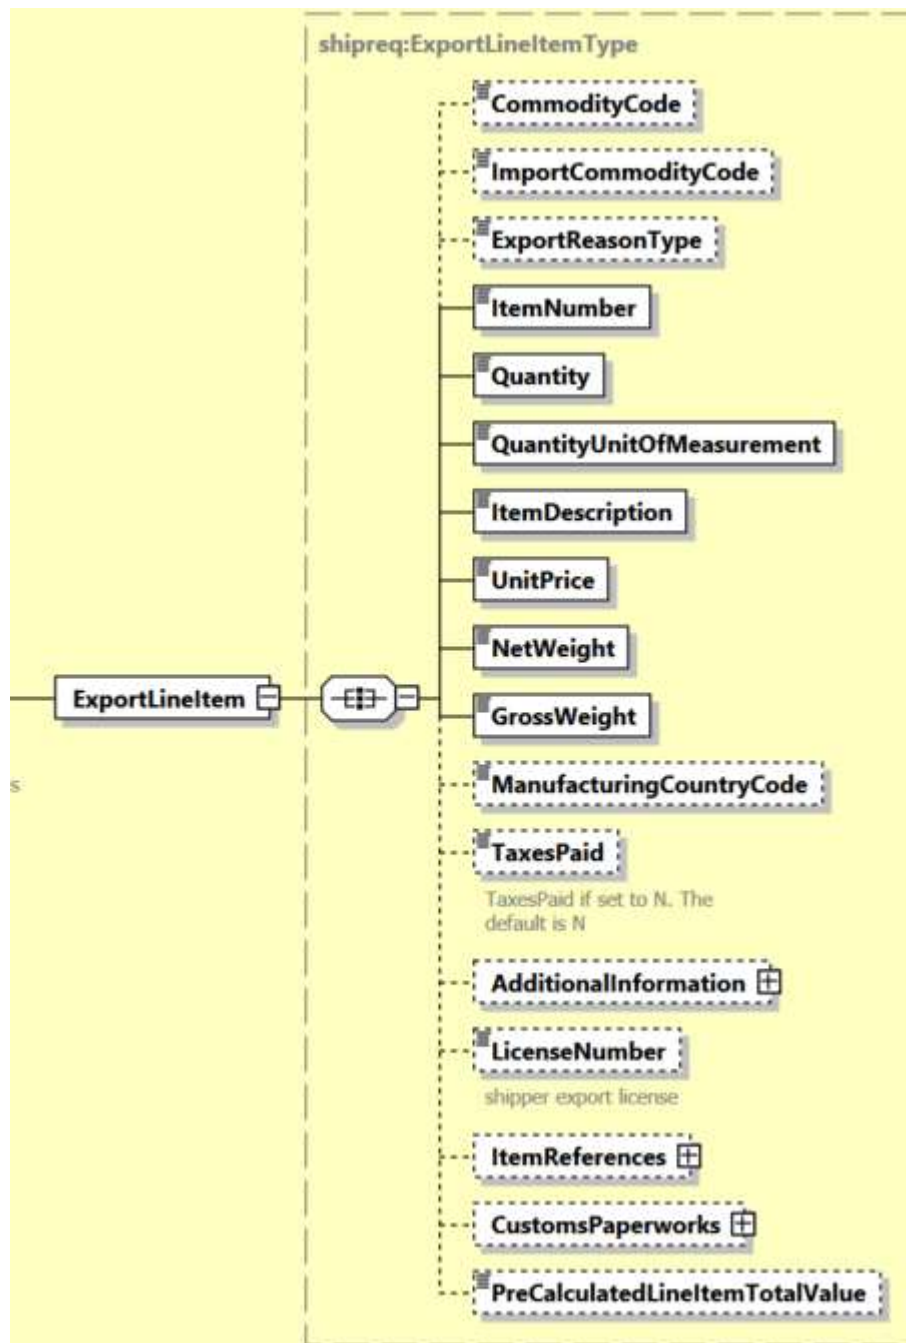 shipreq:ExportLineItemType
CommodityCode
ImportCommodityCode
ExportReasonType
ItemNumber
Quantity
QuantityUnitOfMeasurement
ItemDescription
UnitPrice
NetWeight
ExportLineItem
GrossWeight
s
ManufacturingCountryCode
TaxesPaid
TaxesPaid if set to N. The
default is N
AdditionalInformation
LicenseNumber
shipper export license
ItemReferences
CustomsPaperworks
PreCalculatedLineItemTotalValue